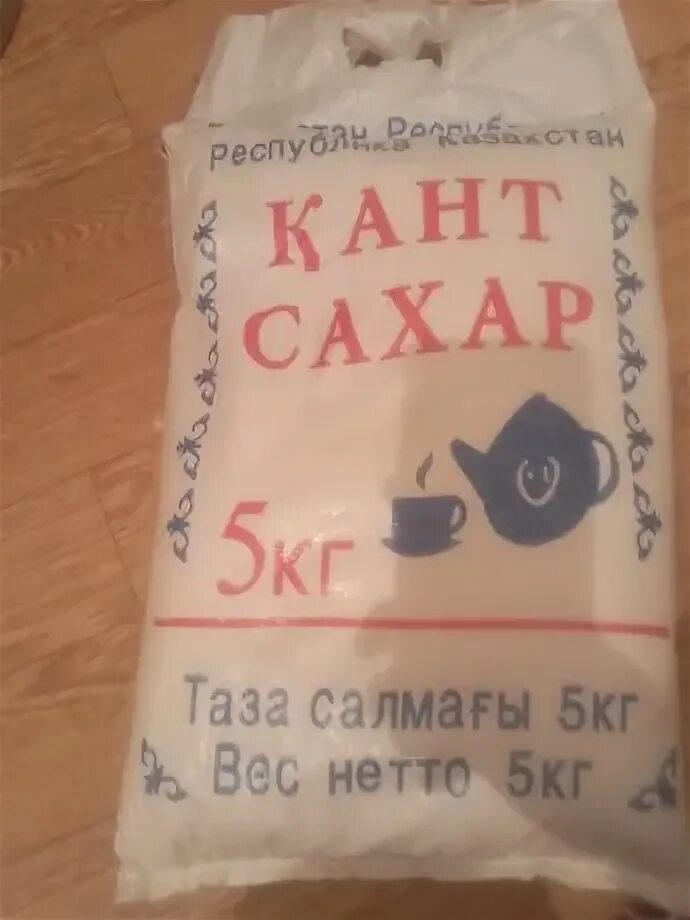 Республика Казахстан
ҚАНТ
САХАР
5кг
Таза салмағы 5кг
Вес нетто 5кг